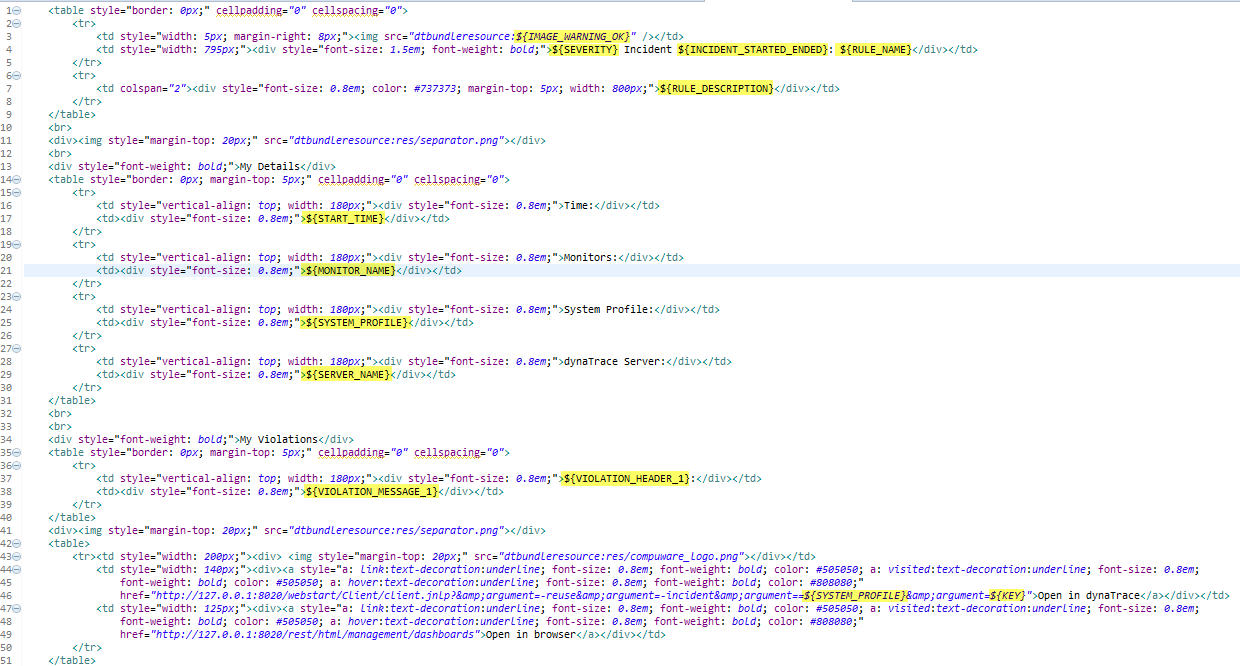 1 <table style="border: 0px;" cellpadding="0" cellspacing="0">
2 <tr>
3 <td style="width: 5px; margin-right: 8px;"><img src="dtbundleresource:${IMAGE_WARNING_OK}" /></td>
4 <td style="width: 795px;"><div style="font-size: 1.5em; font-weight: bold;">${SEVERITY} Incident ${INCIDENT_STARTED_ENDED}: ${RULE_NAME}</div></td>
5 </tr>
6 <tr>
7 <td colspan="2"><div style="font-size: 0.8em; color: #737373; margin-top: 5px; width: 800px;">${RULE_DESCRIPTION}</div></td>
8 </tr>
9 </table>
10 <br>
11 <div><img style="margin-top: 20px;" src="dtbundleresource:res/separator.png"></div>
12 <br>
13 <div style="font-weight: bold;">My Details</div>
14 <table style="border: 0px; margin-top: 5px;" cellpadding="0" cellspacing="0">
15 <tr>
16 <td style="vertical-align: top; width: 180px;"><div style="font-size: 0.8em;">Time:</div></td>
17 <td><div style="font-size: 0.8em;">${START_TIME}</div></td>
18 </tr>
19 <tr>
20 <td style="vertical-align: top; width: 180px;"><div style="font-size: 0.8em;">Monitors:</div></td>
21 <td><div style="font-size: 0.8em;">${MONITOR_NAME}</div></td>
22 </tr>
23 <tr>
24 <td style="vertical-align: top; width: 180px;"><div style="font-size: 0.8em;">System Profile:</div></td>
25 <td><div style="font-size: 0.8em;">${SYSTEM_PROFILE}</div></td>
26 </tr>
27 <tr>
28 <td style="vertical-align: top; width: 180px;"><div style="font-size: 0.8em;">dynaTrace Server:</div></td>
29 <td><div style="font-size: 0.8em;">${SERVER_NAME}</div></td>
30 </tr>
31 </table>
32 <br>
33 <br>
34 <div style="font-weight: bold;">My Violations</div>
35 <table style="border: 0px; margin-top: 5px;" cellpadding="0" cellspacing="0">
36 <tr>
37 <td style="vertical-align: top; width: 180px;"><div style="font-size: 0.8em;">${VIOLATION_HEADER_1}:</div></td>
38 <td><div style="font-size: 0.8em;">${VIOLATION_MESSAGE_1}</div></td>
39 </tr>
40 </table>
41 <div><img style="margin-top: 20px;" src="dtbundleresource:res/separator.png"></div>
42 <table>
43 <tr><td style="width: 200px;"><div> <img style="margin-top: 20px;" src="dtbundleresource:res/compuware_logo.png"></div></td>
44 <td style="width: 140px;"><div><a style="a: link:text-decoration:underline; font-size: 0.8em; font-weight: bold; color: #505050; a: visited:text-decoration:underline; font-size: 0.8em;
45 font-weight: bold; color: #505050; a: hover:text-decoration:underline; font-size: 0.8em; font-weight: bold; color: #808080;"
46 href="http://127.0.0.1:8020/webstart/Client/client.jnlp?&amp;argument=-reuse&amp;argument=-incident&amp;argument==${SYSTEM_PROFILE}&amp;argument=${KEY}">Open in dynaTrace</a></div></td>
47 <td style="width: 125px;"><div><a style="a: link:text-decoration:underline; font-size: 0.8em; font-weight: bold; color: #505050; a: visited:text-decoration:underline; font-size: 0.8em;
48 font-weight: bold; color: #505050; a: hover:text-decoration:underline; font-size: 0.8em; font-weight: bold; color: #808080;"
49 href="http://127.0.0.1:8020/rest/html/management/dashboards">Open in browser</a></div></td>
50 </tr>
51 </table>